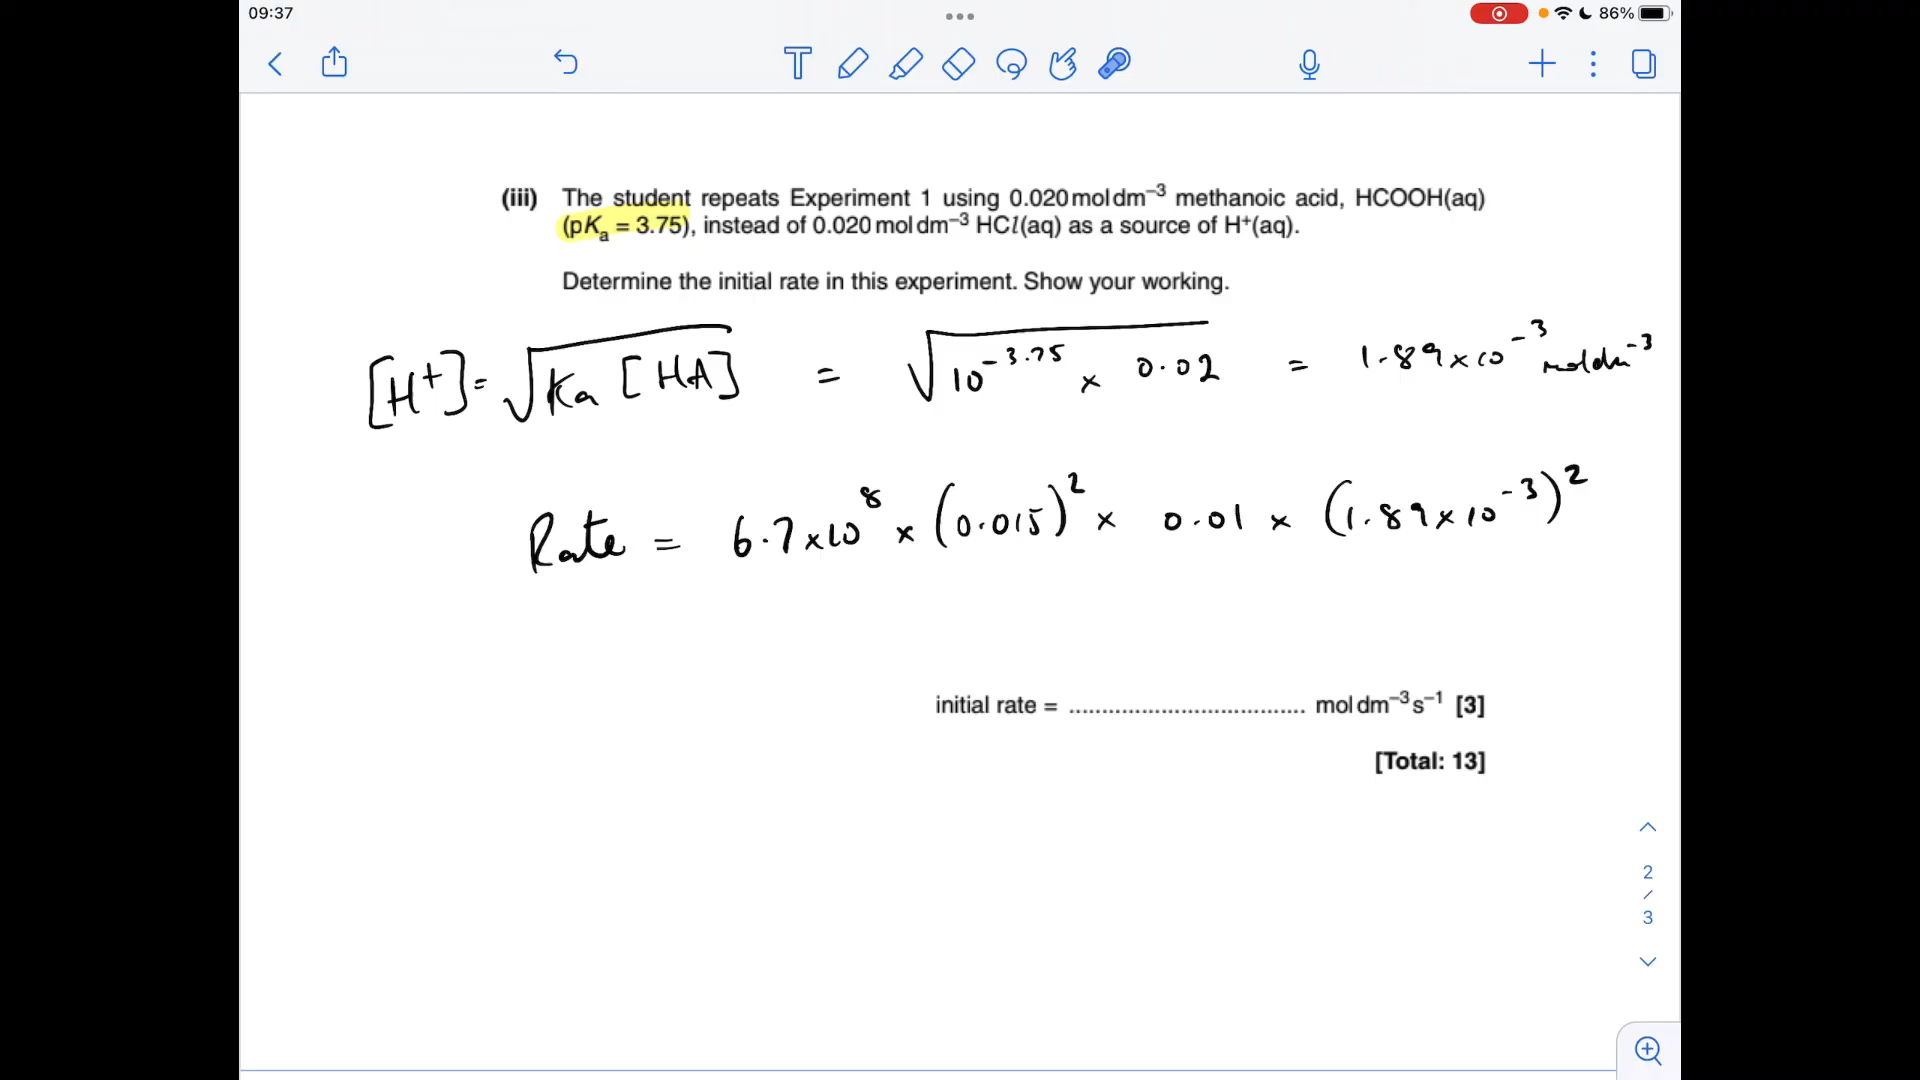 09:37
86%
T
(iii) The student repeats Experiment 1 using 0.020 mol dm⁻³ methanoic acid, HCOOH(aq)
(pKₐ = 3.75), instead of 0.020 mol dm⁻³ HCl(aq) as a source of H⁺(aq).
Determine the initial rate in this experiment. Show your working.
[H⁺] = √Ka [HA] = √10⁻³·⁷⁵ × 0.02 = 1.89 × 10⁻³ mol dm⁻³
Rate = 6.7 × 10⁸ × (0.015)² × 0.01 × (1.89 × 10⁻³)²
initial rate = .................................... mol dm⁻³ s⁻¹ [3]
[Total: 13]
2
/
3